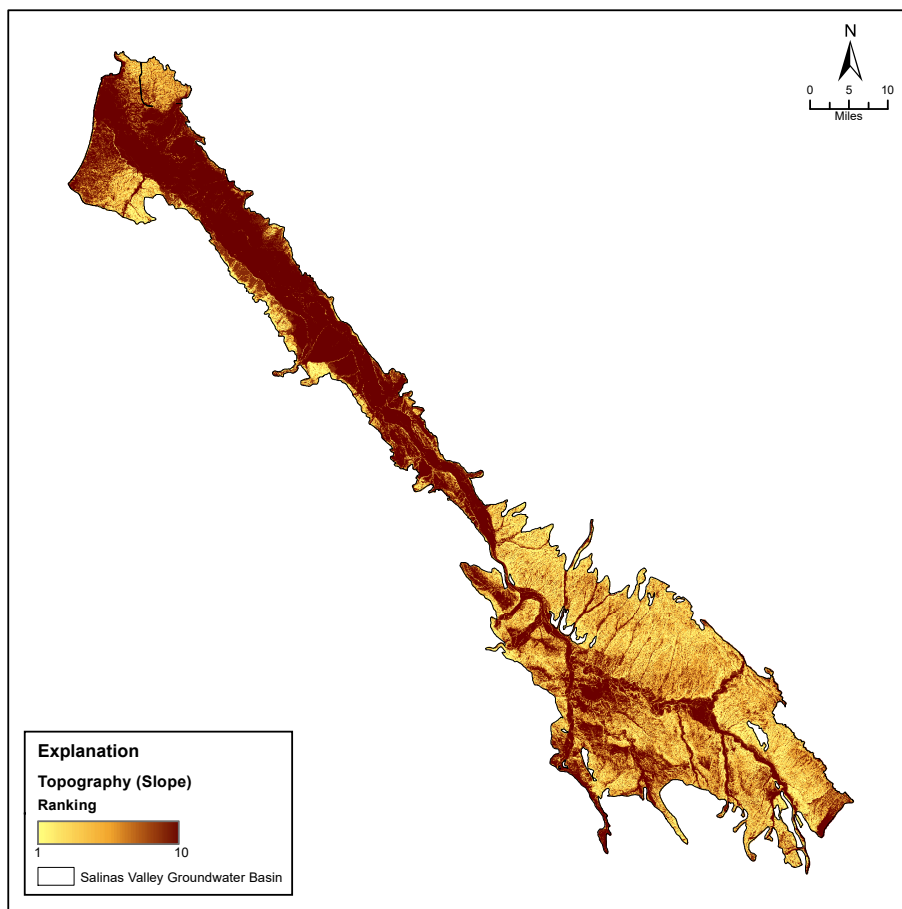 N
0 5 10
Miles
Explanation
Topography (Slope)
Ranking
1 10
Salinas Valley Groundwater Basin